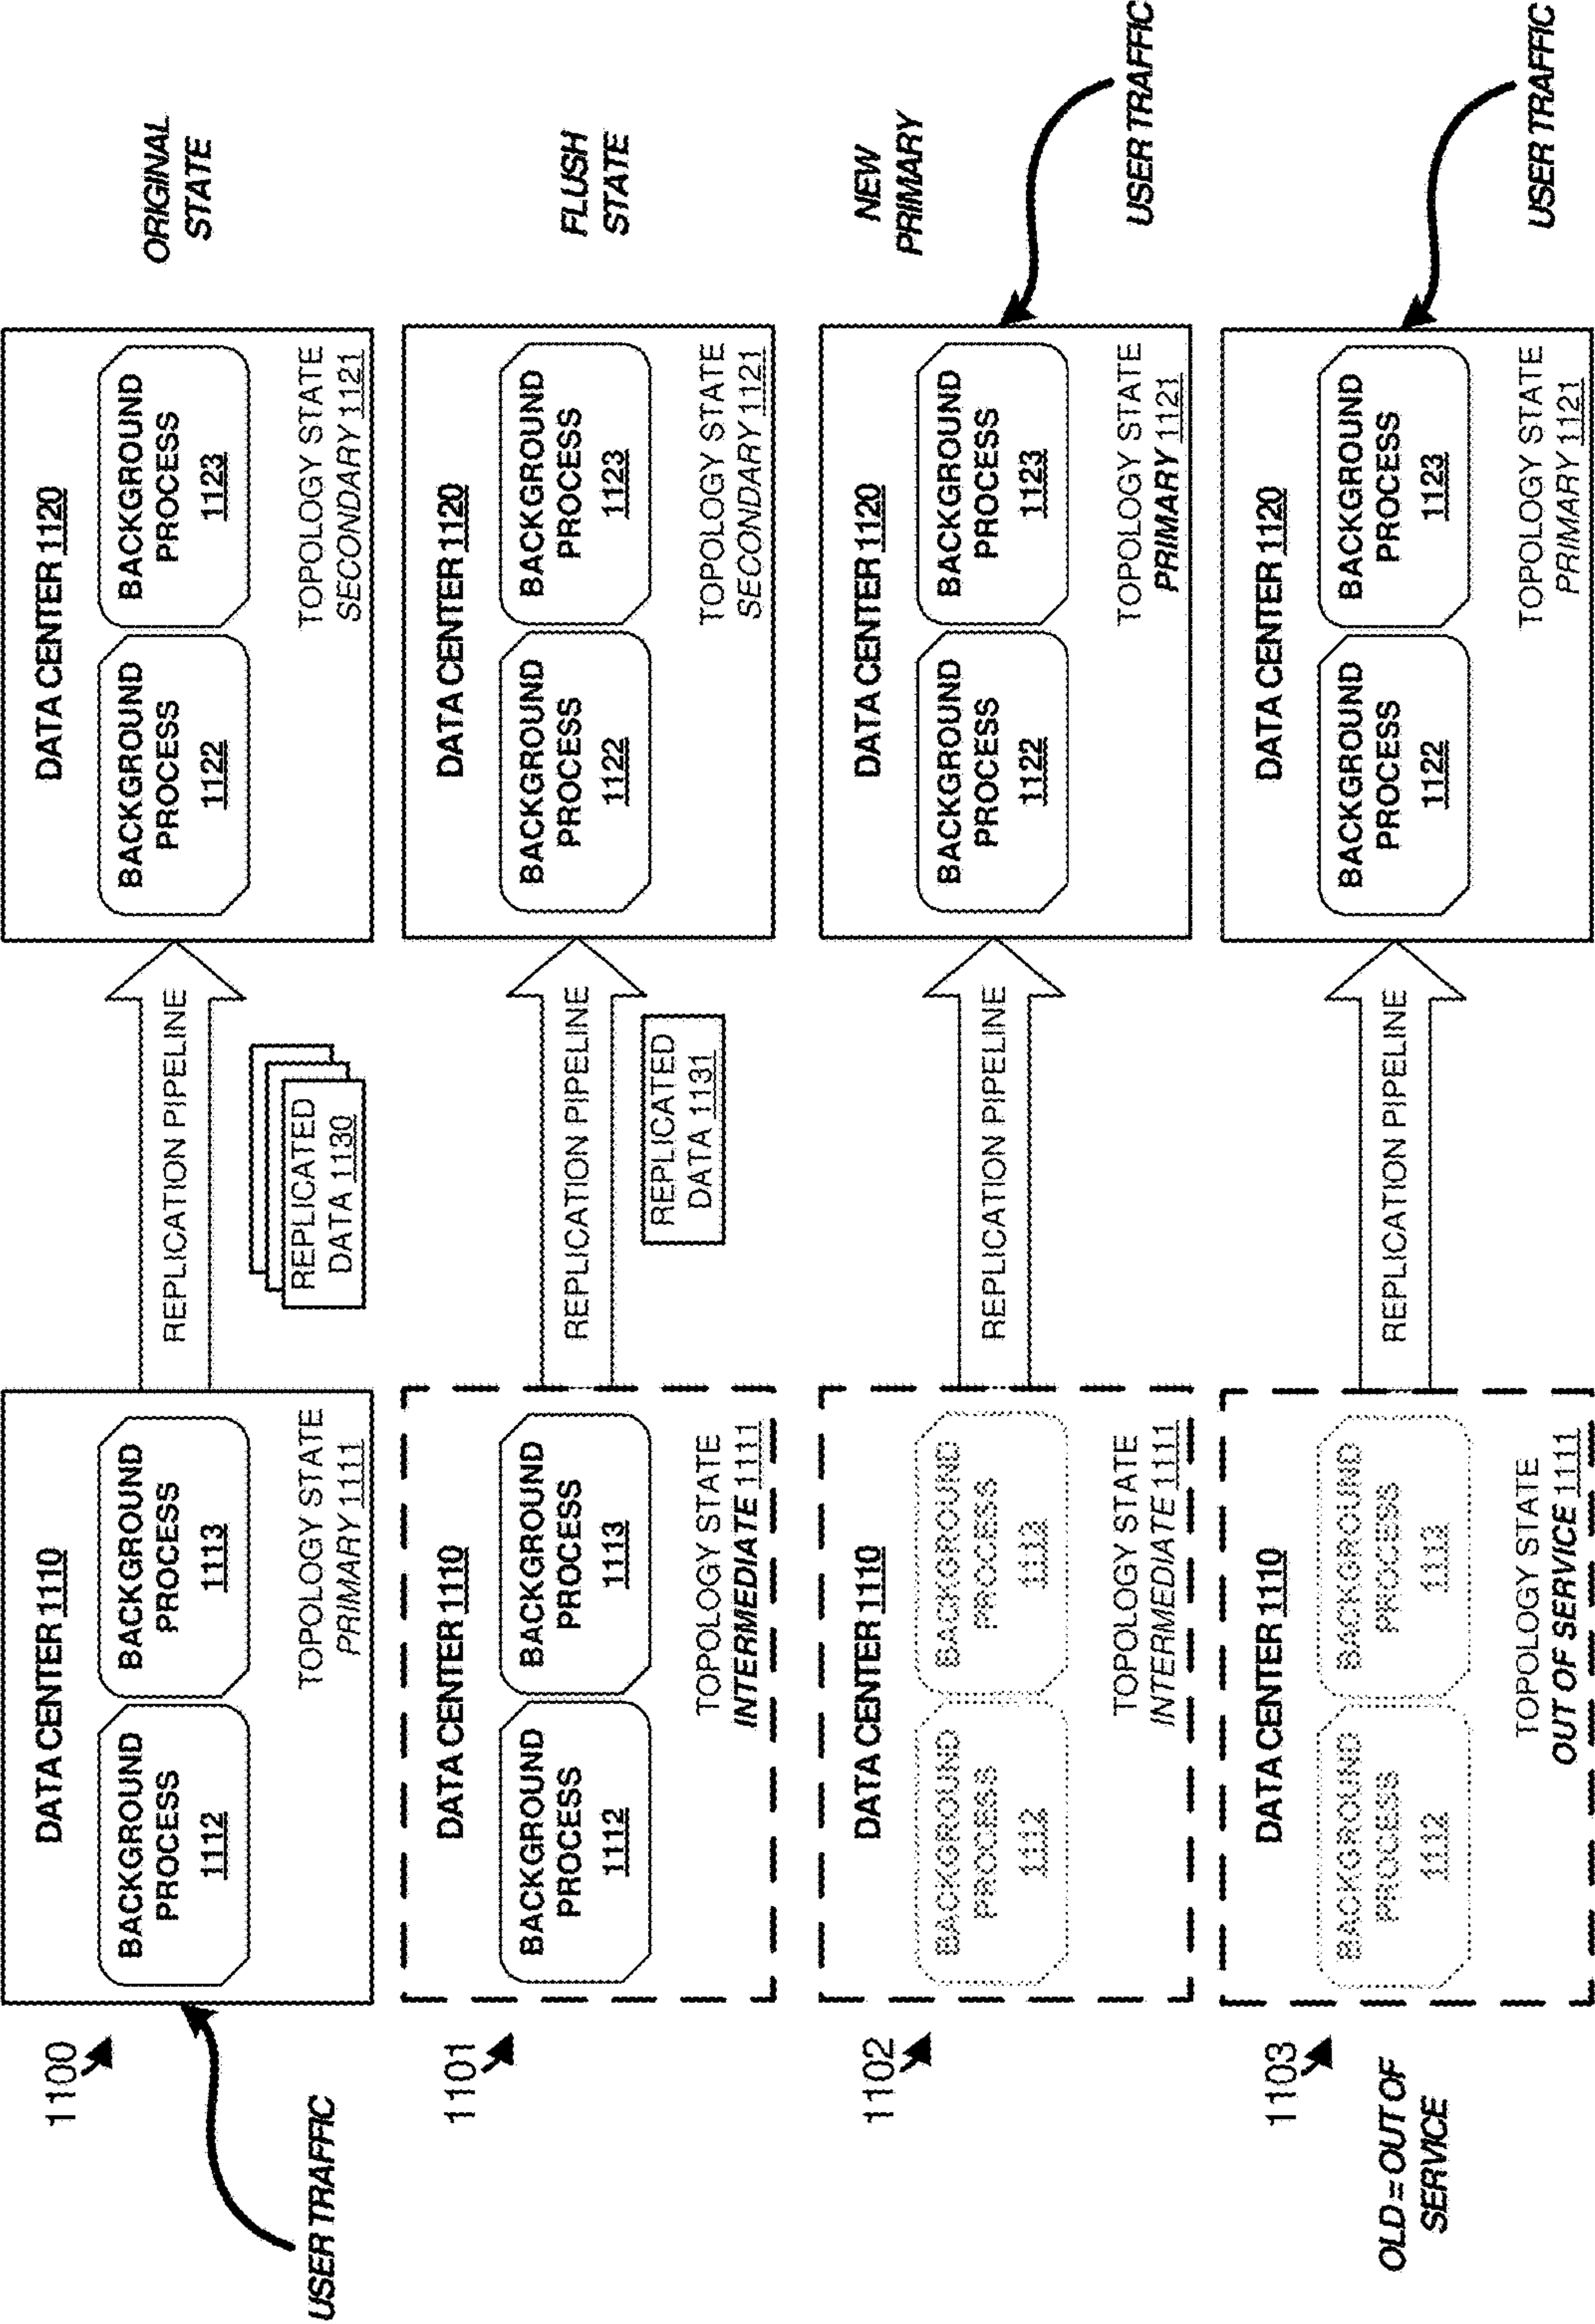 1100
USER TRAFFIC
DATA CENTER 1110
BACKGROUND
PROCESS
1112
BACKGROUND
PROCESS
1113
TOPOLOGY STATE
PRIMARY 1111
REPLICATION PIPELINE
REPLICATED
DATA 1130
DATA CENTER 1120
BACKGROUND
PROCESS
1122
BACKGROUND
PROCESS
1123
TOPOLOGY STATE
SECONDARY 1121
ORIGINAL
STATE
1101
DATA CENTER 1110
BACKGROUND
PROCESS
1112
BACKGROUND
PROCESS
1113
TOPOLOGY STATE
INTERMEDIATE 1111
REPLICATION PIPELINE
REPLICATED
DATA 1131
DATA CENTER 1120
BACKGROUND
PROCESS
1122
BACKGROUND
PROCESS
1123
TOPOLOGY STATE
SECONDARY 1121
FLUSH
STATE
1102
DATA CENTER 1110
BACKGROUND
PROCESS
1112
BACKGROUND
PROCESS
1113
TOPOLOGY STATE
INTERMEDIATE 1111
REPLICATION PIPELINE
DATA CENTER 1120
BACKGROUND
PROCESS
1122
BACKGROUND
PROCESS
1123
TOPOLOGY STATE
PRIMARY 1121
NEW
PRIMARY
USER TRAFFIC
1103
OLD = OUT OF
SERVICE
DATA CENTER 1110
BACKGROUND
PROCESS
1112
BACKGROUND
PROCESS
1113
TOPOLOGY STATE
OUT OF SERVICE 1111
REPLICATION PIPELINE
DATA CENTER 1120
BACKGROUND
PROCESS
1122
BACKGROUND
PROCESS
1123
TOPOLOGY STATE
PRIMARY 1121
USER TRAFFIC